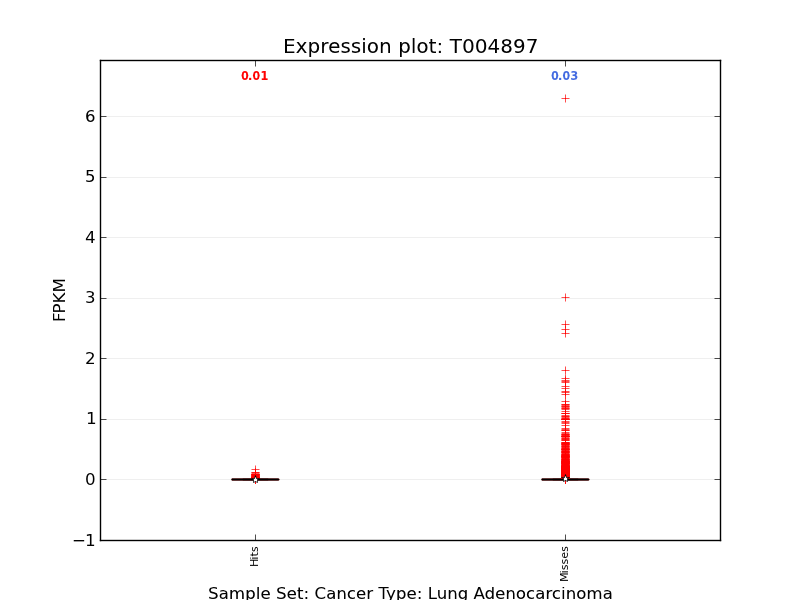 Expression plot: T004897
0.01
0.03
6
5
4
3
2
1
0
−1
FPKM
Hits
Misses
Sample Set: Cancer Type: Lung Adenocarcinoma